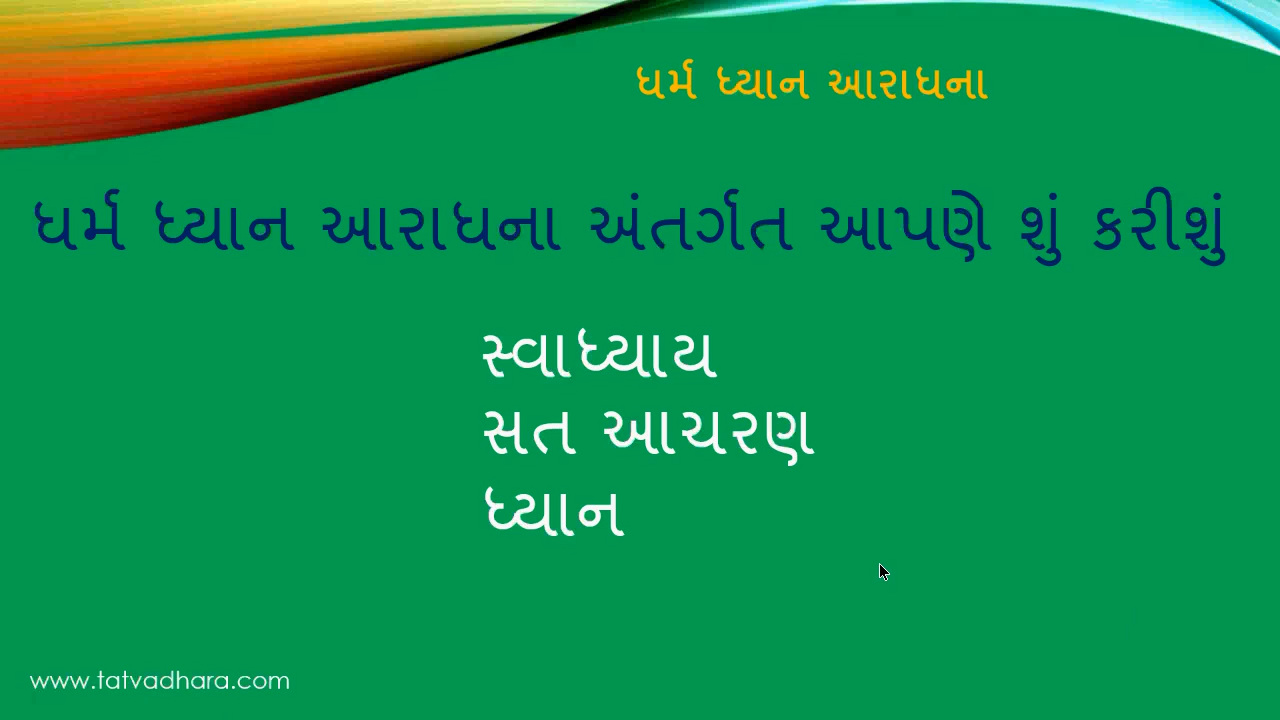 ધર્મ ધ્યાન આરાધના
ધર્મ ધ્યાન આરાધના અંતર્ગત આપણે શું કરીશું
સ્વાધ્યાય
સત આચરણ
ધ્યાન
www.tatvadhara.com